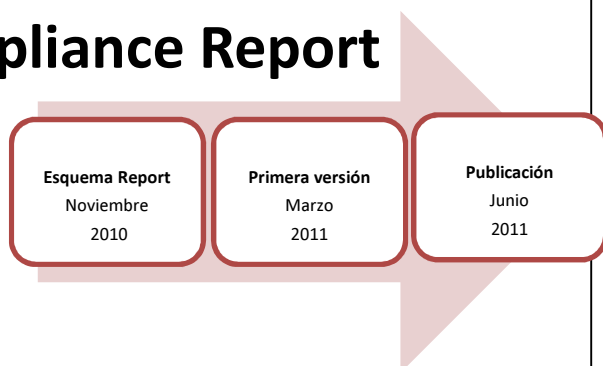 pliance Report
Esquema Report
Noviembre
2010
Primera versión
Marzo
2011
Publicación
Junio
2011